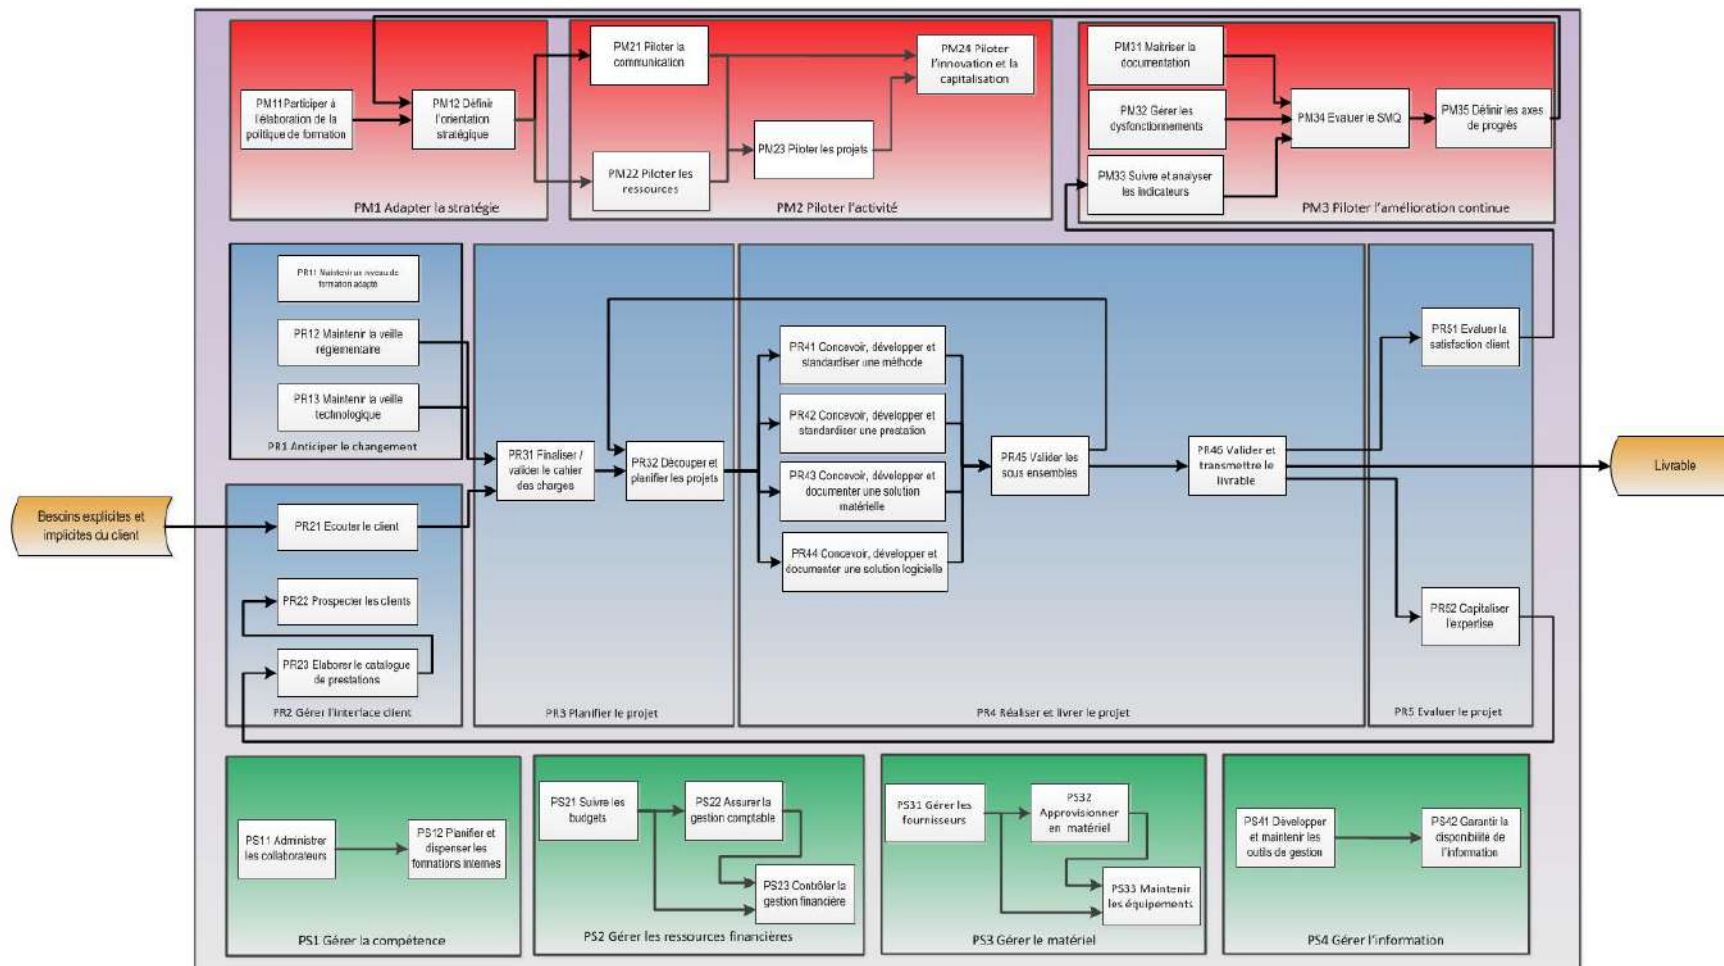 PM11 Participer à
l'élaboration de la
politique de formation
PM12 Définir
l'orientation
stratégique
PM1 Adapter la stratégie
PM21 Piloter la
communication
PM22 Piloter les
ressources
PM23 Piloter les projets
PM24 Piloter
l'innovation et la
capitalisation
PM2 Piloter l'activité
PM31 Maitriser la
documentation
PM32 Gérer les
dysfonctionnements
PM33 Suivre et analyser
les indicateurs
PM34 Evaluer le SMQ
PM35 Définir les axes
de progrès
PM3 Piloter l'amélioration continue
PR11 Maintenir un niveau de
formation adapté
PR12 Maintenir la veille
réglementaire
PR13 Maintenir la veille
technologique
PR1 Anticiper le changement
Besoins explicites et
implicites du client
PR21 Ecouter le client
PR22 Prospecter les clients
PR23 Elaborer le catalogue
de prestations
PR2 Gérer l'interface client
PR31 Finaliser /
valider le cahier
des charges
PR32 Découper et
planifier les projets
PR3 Planifier le projet
PR41 Concevoir, développer et
standardiser une méthode
PR42 Concevoir, développer et
standardiser une prestation
PR43 Concevoir, développer et
documenter une solution
matérielle
PR44 Concevoir, développer et
documenter une solution logicielle
PR45 Valider les
sous ensembles
PR46 Valider et
transmettre le
livrable
PR4 Réaliser et livrer le projet
PR51 Evaluer la
satisfaction client
PR52 Capitaliser
l'expertise
PR5 Evaluer le projet
Livrable
PS11 Administrer
les collaborateurs
PS12 Planifier et
dispenser les
formations internes
PS1 Gérer la compétence
PS21 Suivre les
budgets
PS22 Assurer la
gestion comptable
PS23 Contrôler la
gestion financière
PS2 Gérer les ressources financières
PS31 Gérer les
fournisseurs
PS32
Approvisionner
en matériel
PS33 Maintenir
les équipements
PS3 Gérer le matériel
PS41 Développer
et maintenir les
outils de gestion
PS42 Garantir la
disponibilité de
l'information
PS4 Gérer l'information